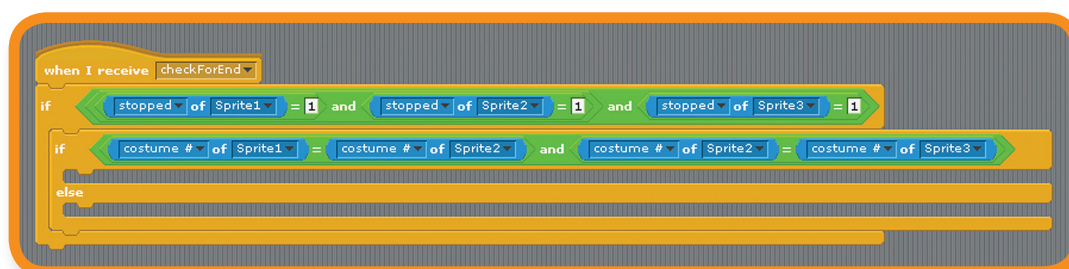 when I receive checkForEnd
if stopped of Sprite1 = 1 and stopped of Sprite2 = 1 and stopped of Sprite3 = 1
if costume # of Sprite1 = costume # of Sprite2 and costume # of Sprite2 = costume # of Sprite3
else